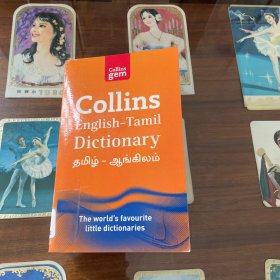 Collins
gem
Collins
English–Tamil
Dictionary
தமிழ் – ஆங்கிலம்
The world's favourite
little dictionaries